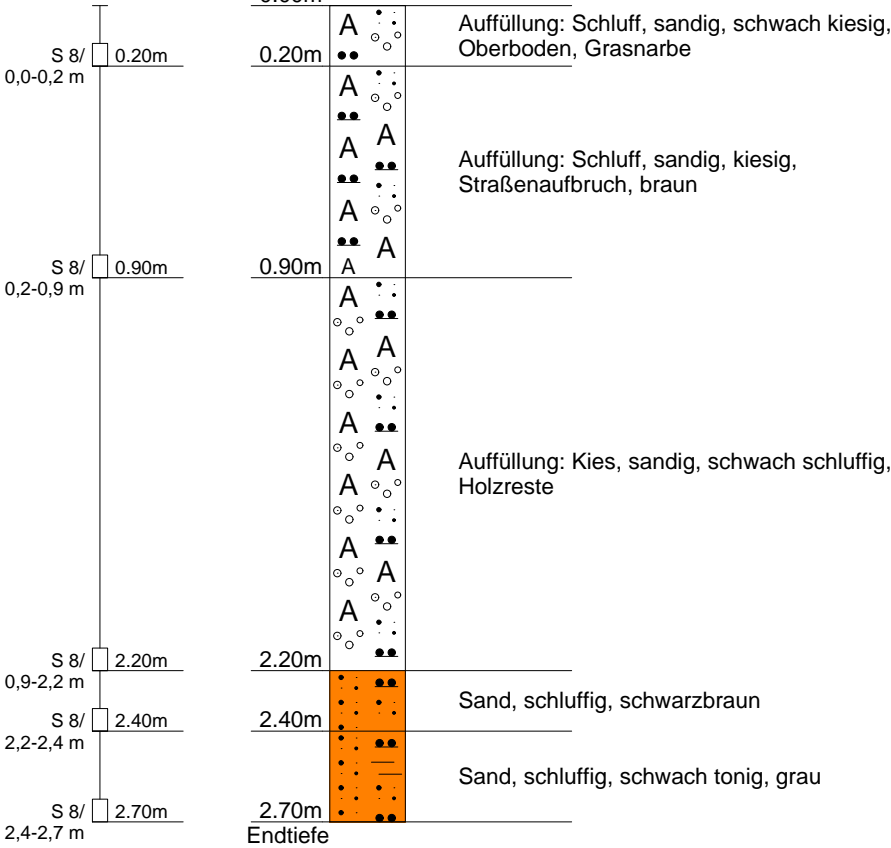 Auffüllung: Schluff, sandig, schwach kiesig,
Oberboden, Grasnarbe
S 8/ 0.20m 0.20m
0,0-0,2 m
A
A
A
A
A
A
A
Auffüllung: Schluff, sandig, kiesig,
Straßenaufbruch, braun
S 8/ 0.90m 0.90m
0,2-0,9 m
A
A
A
A
A
A
A
A
A
Auffüllung: Kies, sandig, schwach schluffig,
Holzreste
S 8/ 2.20m 2.20m
0,9-2,2 m
Sand, schluffig, schwarzbraun
S 8/ 2.40m 2.40m
2,2-2,4 m
Sand, schluffig, schwach tonig, grau
S 8/ 2.70m 2.70m
2,4-2,7 m
Endtiefe